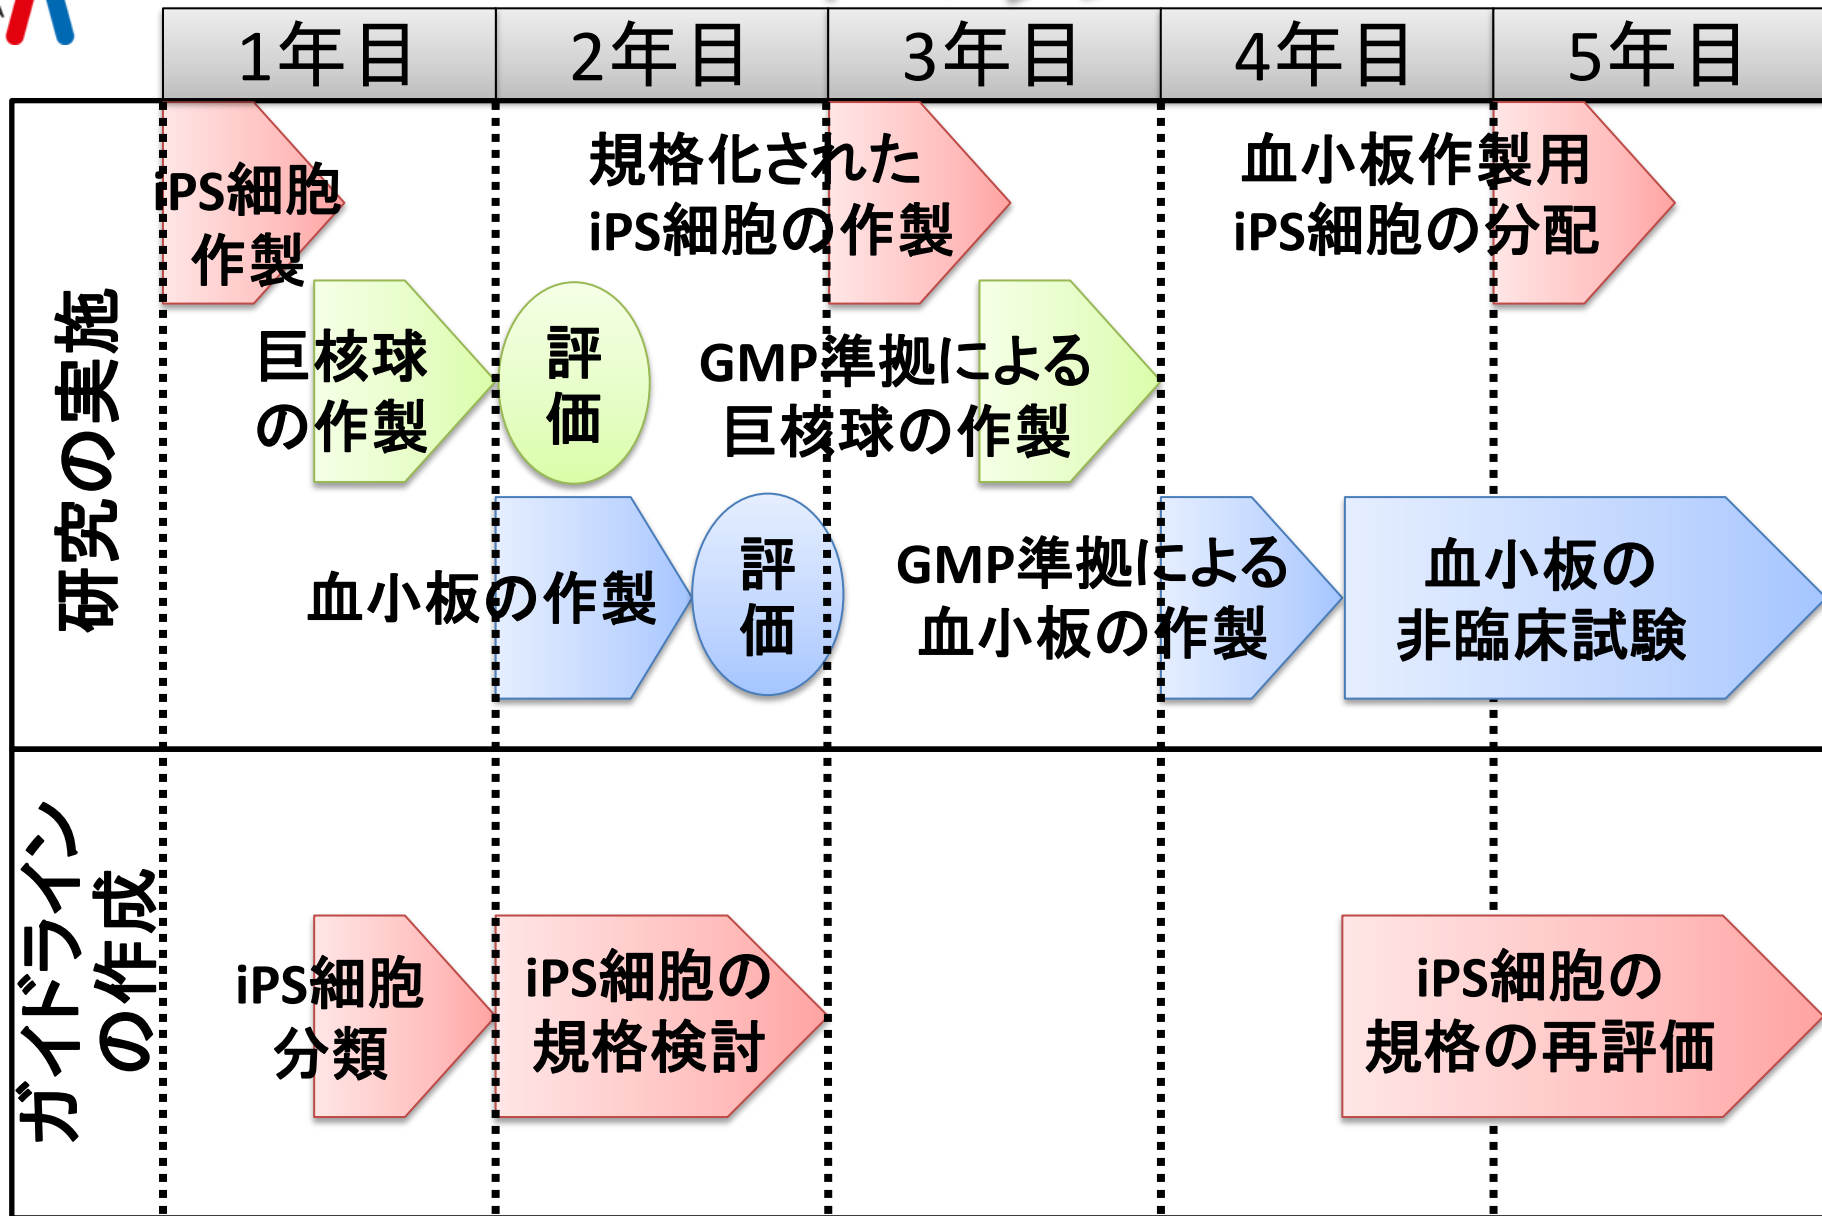 1年目
2年目
3年目
4年目
5年目
研究の実施
iPS細胞
作製
規格化された
iPS細胞の作製
血小板作製用
iPS細胞の分配
巨核球
の作製
評
価
GMP準拠による
巨核球の作製
血小板の作製
評
価
GMP準拠による
血小板の作製
血小板の
非臨床試験
ガイドライン
の作成
iPS細胞
分類
iPS細胞の
規格検討
iPS細胞の
規格の再評価